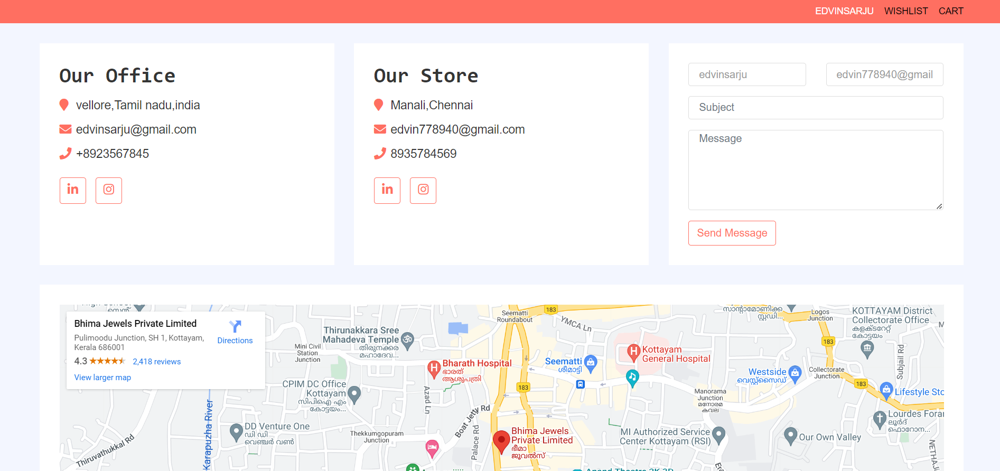 EDVINSARJU WISHLIST CART
Our Office
vellore,Tamil nadu,india
edvinsarju@gmail.com
+8923567845
Our Store
Manali,Chennai
edvin778940@gmail.com
8935784569
edvinsarju
edvin778940@gmail
Subject
Message
Send Message
Bhima Jewels Private Limited
Pulimoodu Junction, SH 1, Kottayam,
Kerala 686001
4.3 2,418 reviews
View larger map
Directions
183
Seematti
Roundabout
YMCA Ln
സാന്റാമോണിക്ക
സ്റ്റഡി...
Logos
Junction
KOTTAYAM District
Collectorate Office
കളക്ടറേറ്റ്
കോട്ടയം
Thirunakkara Sree
Mahadeva Temple
തിരുനക്കര
മഹാദേവ...
Mini Civil
Station
Junction
183
Bharath Hospital
ഭാരത്
ആശുപത്രി
Seematti
ശീമാട്ടി
Kottayam
General Hospital
Subjail Rd
Westside
വെസ്റ്റ്സൈഡ്
Collectorate
Junction
183
183
Lifestyle Sto
CPIM DC Office
Kottayam
സിപിഐ എം
കോട്ടയം...
Azad Ln
Manorama
Junction
മനോരമ
കവല
Boat Jetty Rd
Karapuzha River
DD Venture One
ഡി ഡി
വെഞ്ചർ വൺ
Thekkumgopuram
Junction
Palace Rd
Bhima Jewels
Private Limited
ഭീമാ
ജൂവൽസ്
MI Authorized Service
Center Kottayam (RSI)
Our Own Valley
Lourdes Foran
ലൂർദ്
ഫൊറോന...
Thiruvathukkal Rd